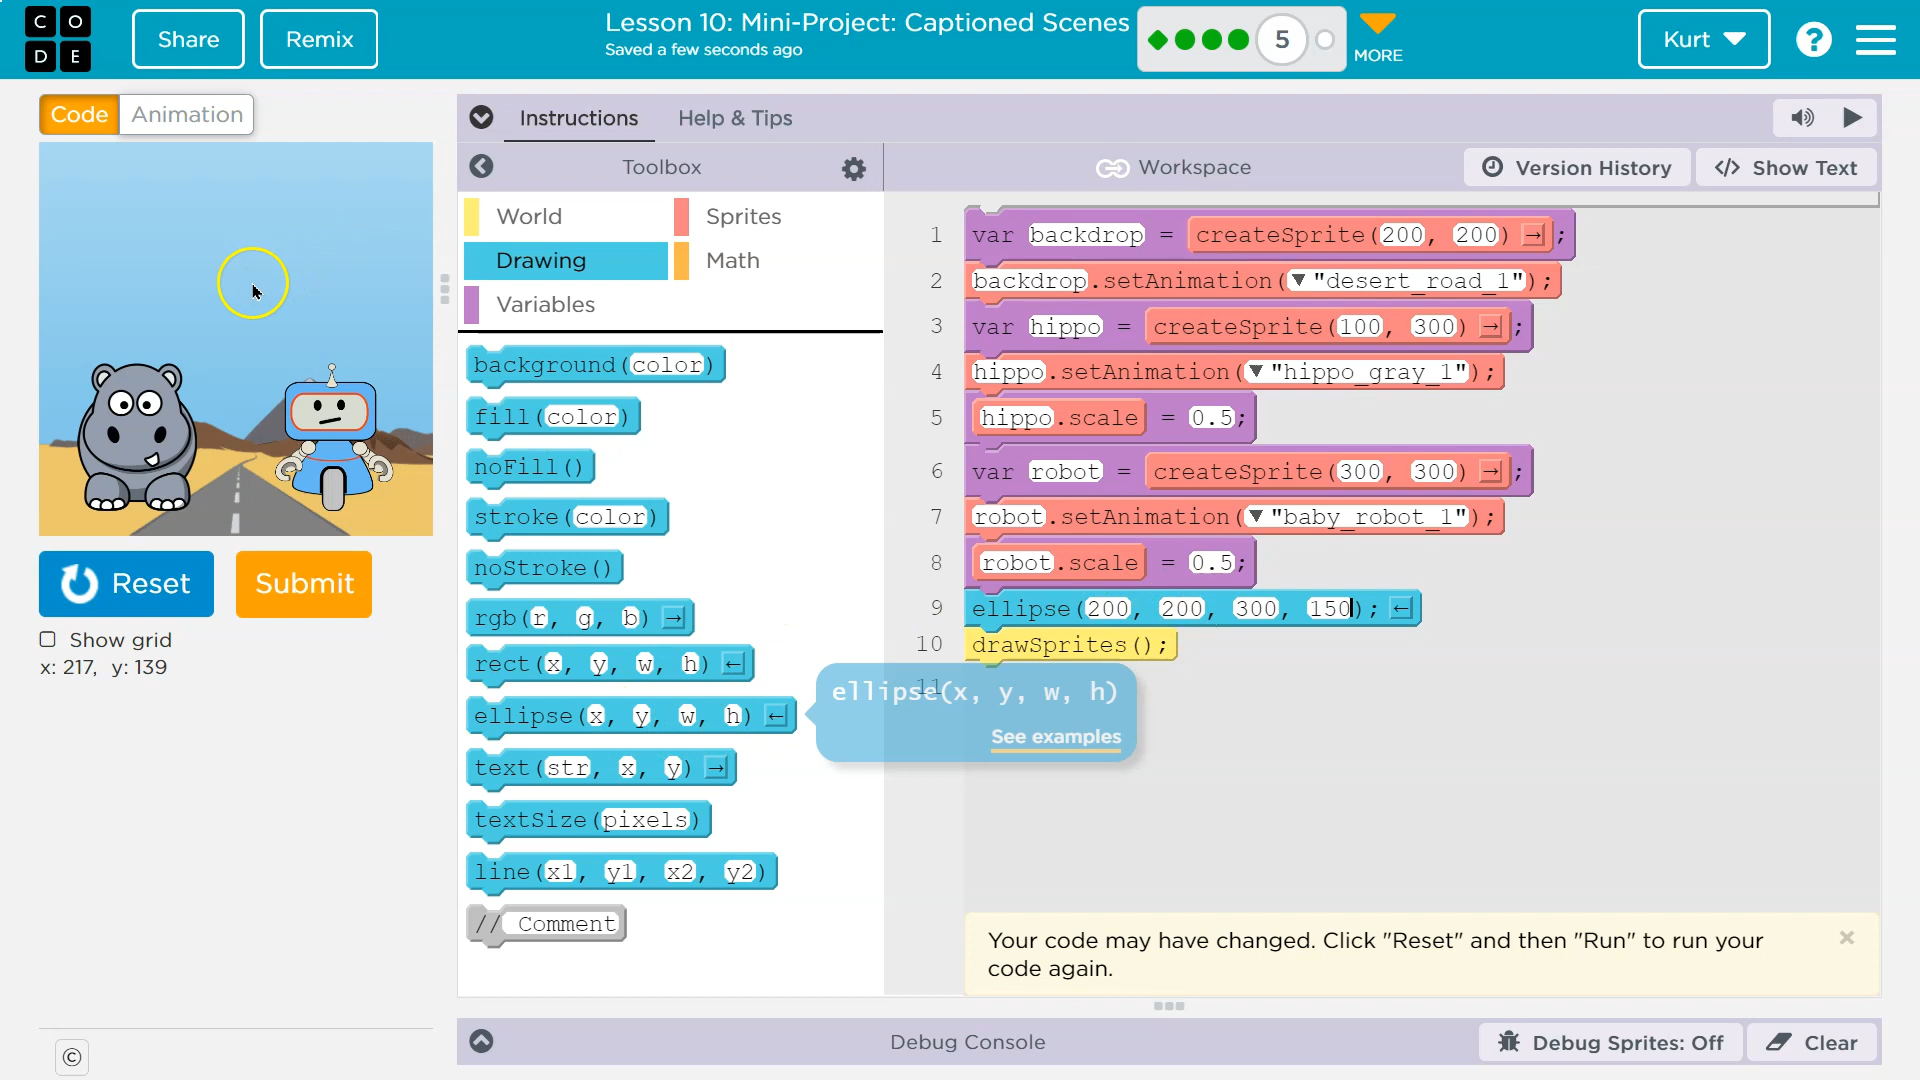 C O
D E
Share
Remix
Lesson 10: Mini-Project: Captioned Scenes
Saved a few seconds ago
5
MORE
Kurt
?
Code
Animation
Instructions
Help & Tips
Toolbox
Workspace
Version History
</> Show Text
World
Sprites
Drawing
Math
Variables
background(color)
fill(color)
noFill()
stroke(color)
noStroke()
rgb(r, g, b) →
rect(x, y, w, h) ←
ellipse(x, y, w, h) ←
text(str, x, y) →
textSize(pixels)
line(x1, y1, x2, y2)
// Comment
ellipse(x, y, w, h)
See examples
1 var backdrop = createSprite(200, 200) → ;
2 backdrop.setAnimation(▼"desert_road_1");
3 var hippo = createSprite(100, 300) → ;
4 hippo.setAnimation(▼"hippo_gray_1");
5 hippo.scale = 0.5;
6 var robot = createSprite(300, 300) → ;
7 robot.setAnimation(▼"baby_robot_1");
8 robot.scale = 0.5;
9 ellipse(200, 200, 300, 150); ←
10 drawSprites();
11
Reset
Submit
Show grid
x: 217, y: 139
Your code may have changed. Click "Reset" and then "Run" to run your
code again.
×
©
Debug Console
Debug Sprites: Off
Clear